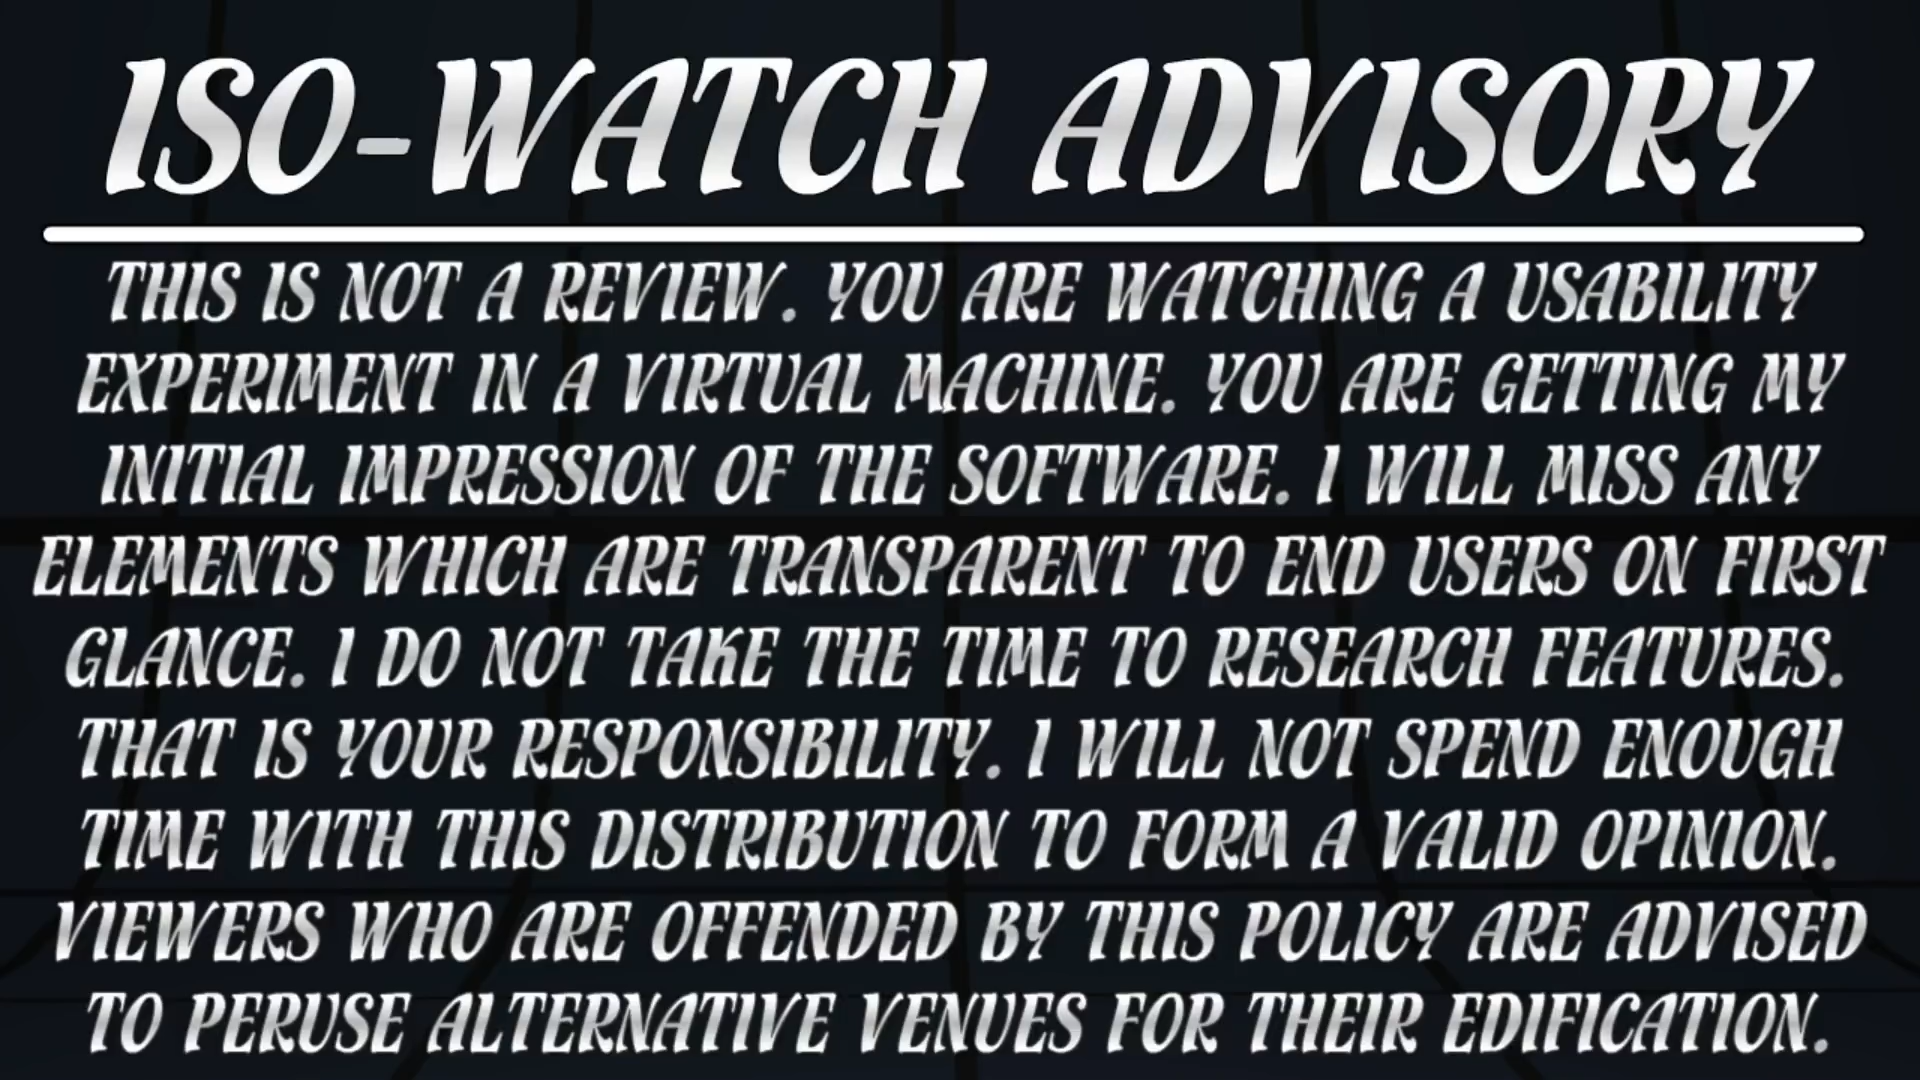 ISO-WATCH ADVISORY
THIS IS NOT A REVIEW. YOU ARE WATCHING A USABILITY
EXPERIMENT IN A VIRTUAL MACHINE. YOU ARE GETTING MY
INITIAL IMPRESSION OF THE SOFTWARE. I WILL MISS ANY
ELEMENTS WHICH ARE TRANSPARENT TO END USERS ON FIRST
GLANCE. I DO NOT TAKE THE TIME TO RESEARCH FEATURES.
THAT IS YOUR RESPONSIBILITY. I WILL NOT SPEND ENOUGH
TIME WITH THIS DISTRIBUTION TO FORM A VALID OPINION.
VIEWERS WHO ARE OFFENDED BY THIS POLICY ARE ADVISED
TO PERUSE ALTERNATIVE VENUES FOR THEIR EDIFICATION.